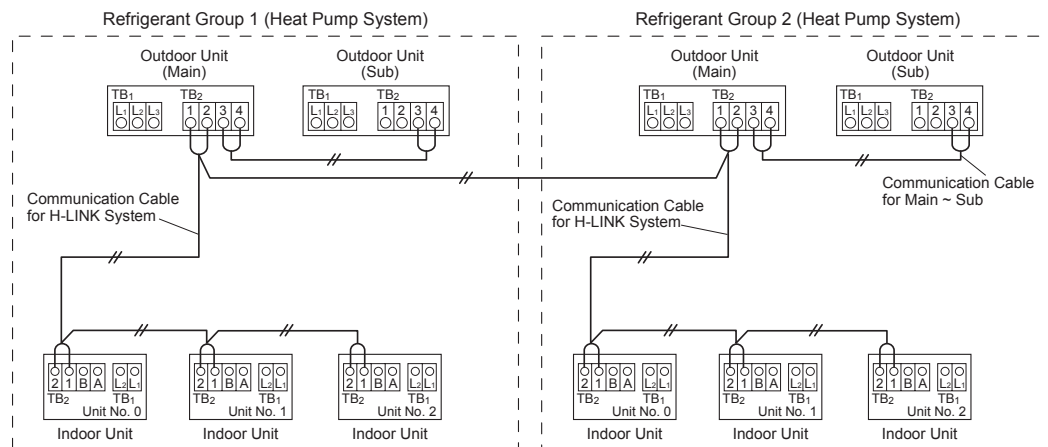 Refrigerant Group 1 (Heat Pump System)
Refrigerant Group 2 (Heat Pump System)
Outdoor Unit
(Main)
Outdoor Unit
(Sub)
Outdoor Unit
(Main)
Outdoor Unit
(Sub)
TB1 TB2
L1 L2 L3 1 2 3 4
TB1 TB2
L1 L2 L3 1 2 3 4
TB1 TB2
L1 L2 L3 1 2 3 4
TB1 TB2
L1 L2 L3 1 2 3 4
Communication Cable
for H-LINK System
Communication Cable
for H-LINK System
Communication Cable
for Main ~ Sub
2 1 B A L2 L1
TB2 TB1
Unit No. 0
Indoor Unit
2 1 B A L2 L1
TB2 TB1
Unit No. 1
Indoor Unit
2 1 B A L2 L1
TB2 TB1
Unit No. 2
Indoor Unit
2 1 B A L2 L1
TB2 TB1
Unit No. 0
Indoor Unit
2 1 B A L2 L1
TB2 TB1
Unit No. 1
Indoor Unit
2 1 B A L2 L1
TB2 TB1
Unit No. 2
Indoor Unit